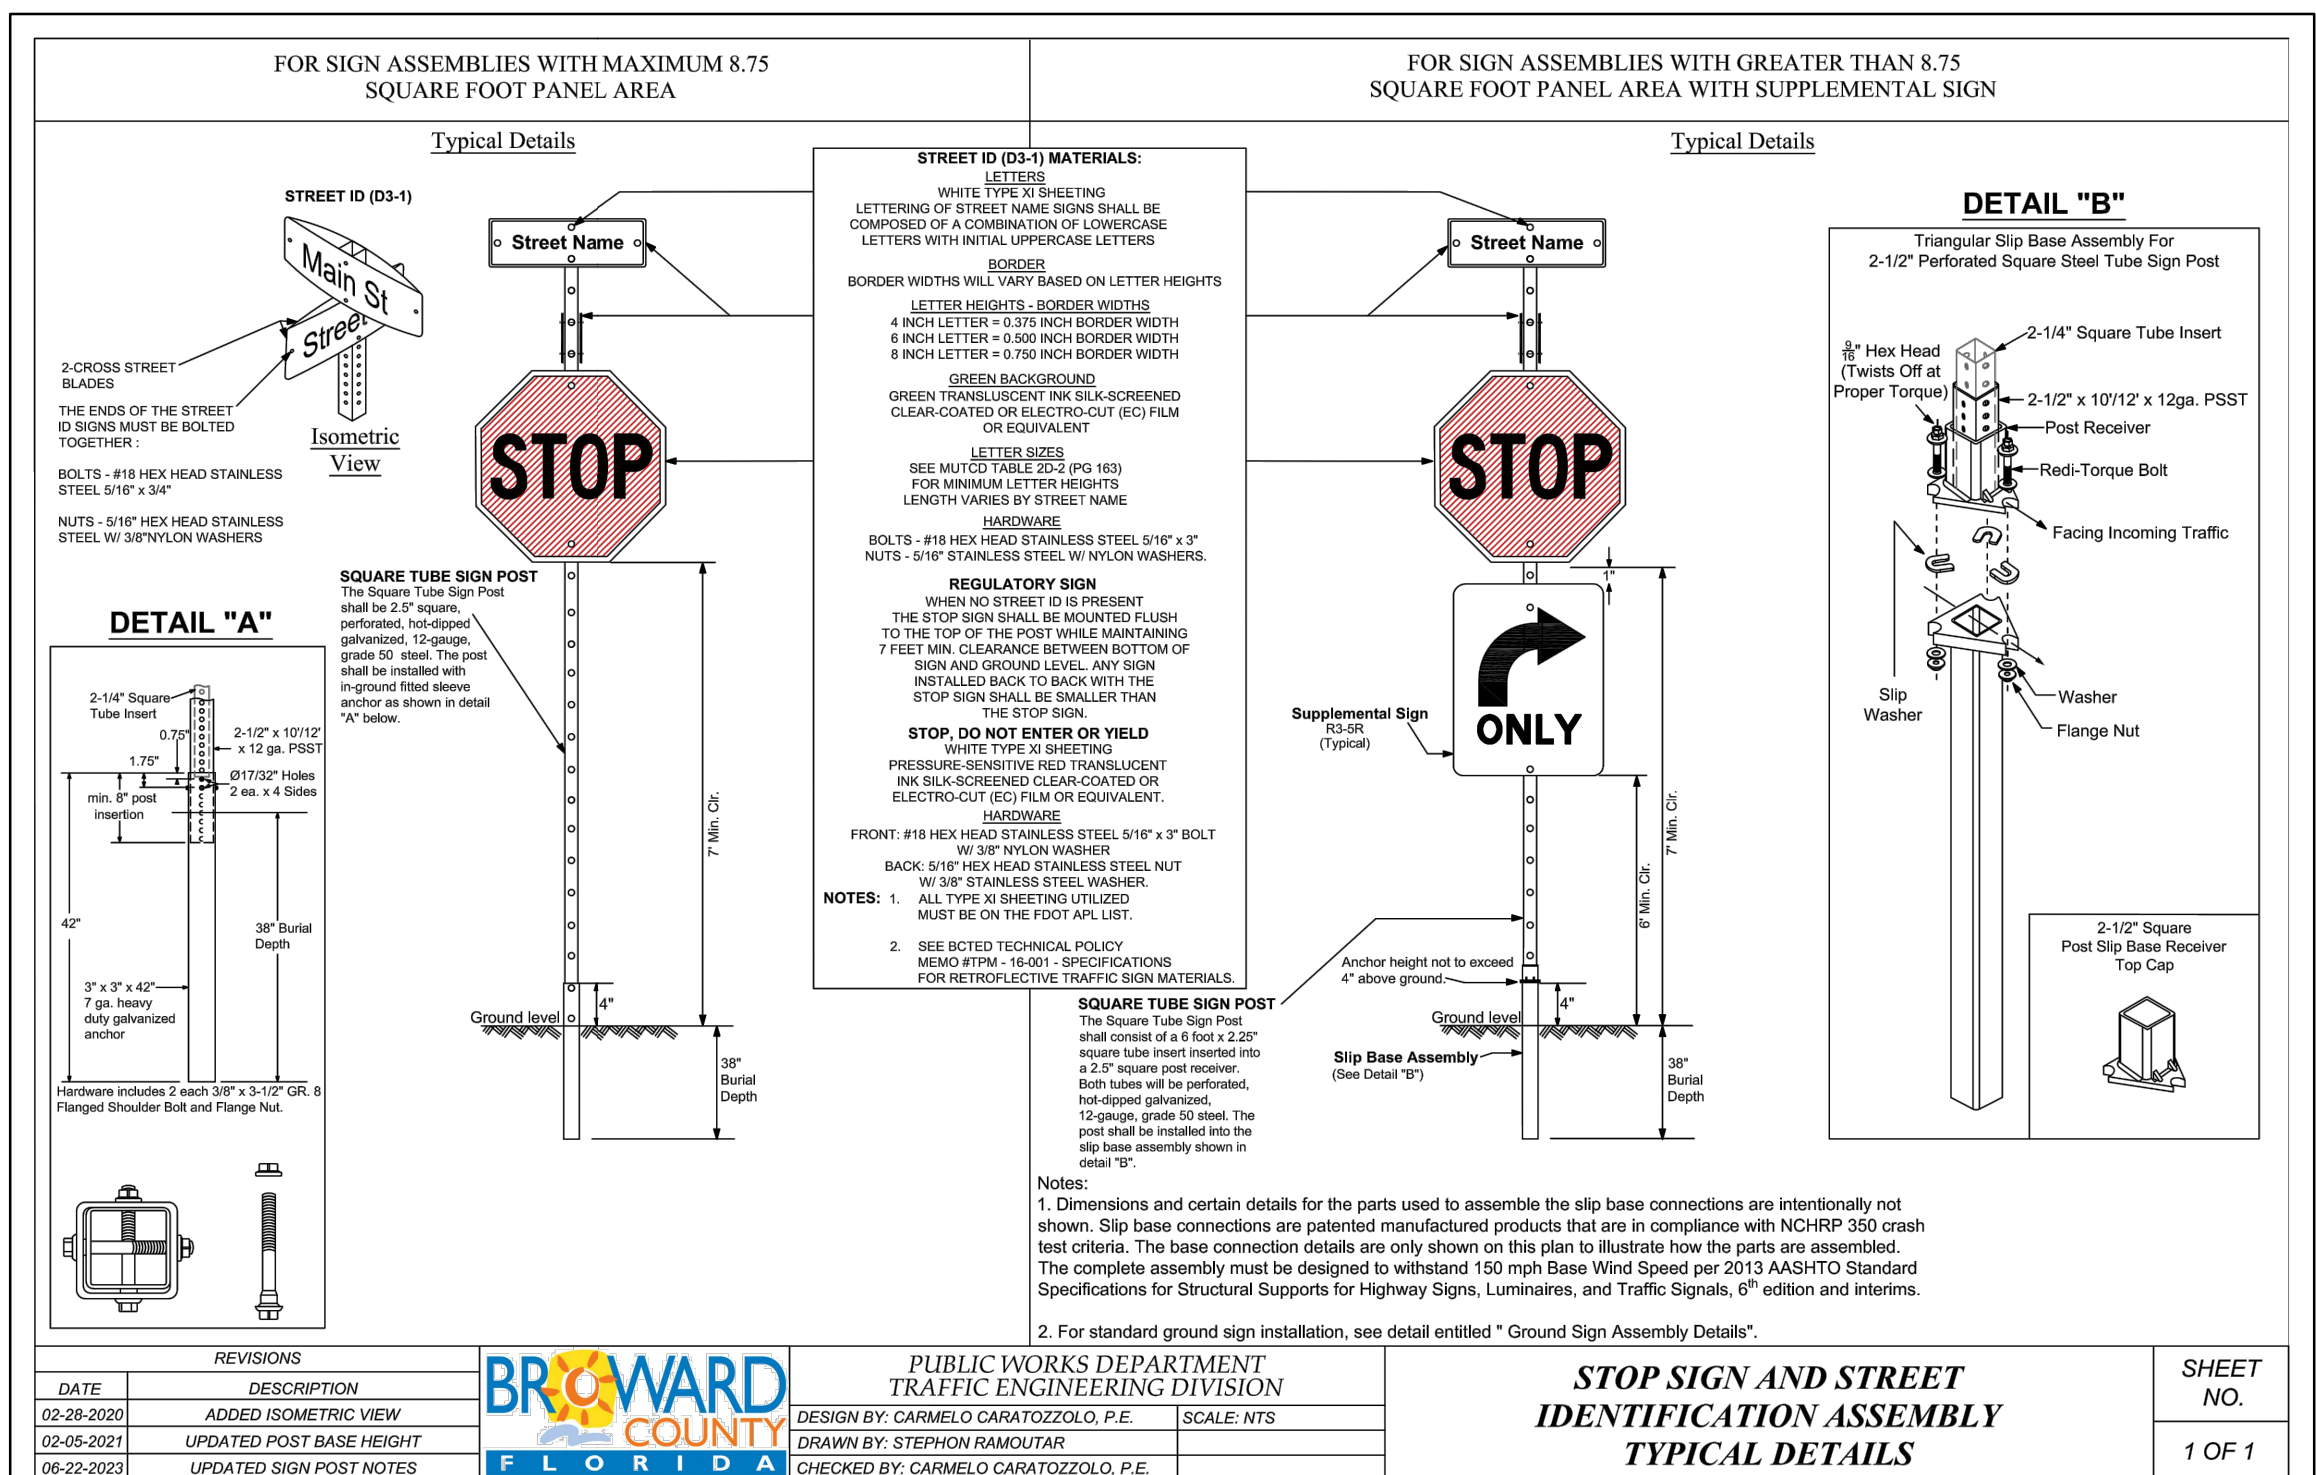 FOR SIGN ASSEMBLIES WITH MAXIMUM 8.75
SQUARE FOOT PANEL AREA
FOR SIGN ASSEMBLIES WITH GREATER THAN 8.75
SQUARE FOOT PANEL AREA WITH SUPPLEMENTAL SIGN
Typical Details
STREET ID (D3-1)
Main St
Street
2-CROSS STREET
BLADES
THE ENDS OF THE STREET
ID SIGNS MUST BE BOLTED
TOGETHER :
BOLTS - #18 HEX HEAD STAINLESS
STEEL 5/16" x 3/4"
NUTS - 5/16" HEX HEAD STAINLESS
STEEL W/ 3/8"NYLON WASHERS
Isometric
View
Street Name
STOP
SQUARE TUBE SIGN POST
The Square Tube Sign Post
shall be 2.5" square,
perforated, hot-dipped
galvanized, 12-gauge,
grade 50 steel. The post
shall be installed with
in-ground fitted sleeve
anchor as shown in detail
"A" below.
7' Min. Clr.
4"
Ground level
38"
Burial
Depth
DETAIL "A"
2-1/4" Square
Tube Insert
0.75"
2-1/2" x 10'/12'
x 12 ga. PSST
1.75"
Ø17/32" Holes
2 ea. x 4 Sides
min. 8" post
insertion
42"
38" Burial
Depth
3" x 3" x 42"
7 ga. heavy
duty galvanized
anchor
Hardware includes 2 each 3/8" x 3-1/2" GR. 8
Flanged Shoulder Bolt and Flange Nut.
STREET ID (D3-1) MATERIALS:
LETTERS
WHITE TYPE XI SHEETING
LETTERING OF STREET NAME SIGNS SHALL BE
COMPOSED OF A COMBINATION OF LOWERCASE
LETTERS WITH INITIAL UPPERCASE LETTERS
BORDER
BORDER WIDTHS WILL VARY BASED ON LETTER HEIGHTS
LETTER HEIGHTS - BORDER WIDTHS
4 INCH LETTER = 0.375 INCH BORDER WIDTH
6 INCH LETTER = 0.500 INCH BORDER WIDTH
8 INCH LETTER = 0.750 INCH BORDER WIDTH
GREEN BACKGROUND
GREEN TRANSLUSCENT INK SILK-SCREENED
CLEAR-COATED OR ELECTRO-CUT (EC) FILM
OR EQUIVALENT
LETTER SIZES
SEE MUTCD TABLE 2D-2 (PG 163)
FOR MINIMUM LETTER HEIGHTS
LENGTH VARIES BY STREET NAME
HARDWARE
BOLTS - #18 HEX HEAD STAINLESS STEEL 5/16" x 3"
NUTS - 5/16" STAINLESS STEEL W/ NYLON WASHERS.
REGULATORY SIGN
WHEN NO STREET ID IS PRESENT
THE STOP SIGN SHALL BE MOUNTED FLUSH
TO THE TOP OF THE POST WHILE MAINTAINING
7 FEET MIN. CLEARANCE BETWEEN BOTTOM OF
SIGN AND GROUND LEVEL. ANY SIGN
INSTALLED BACK TO BACK WITH THE
STOP SIGN SHALL BE SMALLER THAN
THE STOP SIGN.
STOP, DO NOT ENTER OR YIELD
WHITE TYPE XI SHEETING
PRESSURE-SENSITIVE RED TRANSLUCENT
INK SILK-SCREENED CLEAR-COATED OR
ELECTRO-CUT (EC) FILM OR EQUIVALENT.
HARDWARE
FRONT: #18 HEX HEAD STAINLESS STEEL 5/16" x 3" BOLT
W/ 3/8" NYLON WASHER
BACK: 5/16" HEX HEAD STAINLESS STEEL NUT
W/ 3/8" STAINLESS STEEL WASHER.
NOTES: 1. ALL TYPE XI SHEETING UTILIZED
MUST BE ON THE FDOT APL LIST.
2. SEE BCTED TECHNICAL POLICY
MEMO #TPM - 16-001 - SPECIFICATIONS
FOR RETROFLECTIVE TRAFFIC SIGN MATERIALS.
Typical Details
Street Name
STOP
1"
ONLY
Supplemental Sign
R3-5R
(Typical)
7' Min. Clr.
6' Min. Clr.
Anchor height not to exceed
4" above ground.
4"
SQUARE TUBE SIGN POST
The Square Tube Sign Post
shall consist of a 6 foot x 2.25"
square tube insert inserted into
a 2.5" square post receiver.
Both tubes will be perforated,
hot-dipped galvanized,
12-gauge, grade 50 steel. The
post shall be installed into the
slip base assembly shown in
detail "B".
Ground level
Slip Base Assembly
(See Detail "B")
38"
Burial
Depth
DETAIL "B"
Triangular Slip Base Assembly For
2-1/2" Perforated Square Steel Tube Sign Post
2-1/4" Square Tube Insert
9/16" Hex Head
(Twists Off at
Proper Torque)
2-1/2" x 10'/12' x 12ga. PSST
Post Receiver
Redi-Torque Bolt
Facing Incoming Traffic
Slip
Washer
Washer
Flange Nut
2-1/2" Square
Post Slip Base Receiver
Top Cap
Notes:
1. Dimensions and certain details for the parts used to assemble the slip base connections are intentionally not
shown. Slip base connections are patented manufactured products that are in compliance with NCHRP 350 crash
test criteria. The base connection details are only shown on this plan to illustrate how the parts are assembled.
The complete assembly must be designed to withstand 150 mph Base Wind Speed per 2013 AASHTO Standard
Specifications for Structural Supports for Highway Signs, Luminaires, and Traffic Signals, 6th edition and interims.
2. For standard ground sign installation, see detail entitled " Ground Sign Assembly Details".
REVISIONS
DATE DESCRIPTION
02-28-2020 ADDED ISOMETRIC VIEW
02-05-2021 UPDATED POST BASE HEIGHT
06-22-2023 UPDATED SIGN POST NOTES
BROWARD
COUNTY
FLORIDA
PUBLIC WORKS DEPARTMENT
TRAFFIC ENGINEERING DIVISION
DESIGN BY: CARMELO CARATOZZOLO, P.E. SCALE: NTS
DRAWN BY: STEPHON RAMOUTAR
CHECKED BY: CARMELO CARATOZZOLO, P.E.
STOP SIGN AND STREET
IDENTIFICATION ASSEMBLY
TYPICAL DETAILS
SHEET
NO.
1 OF 1